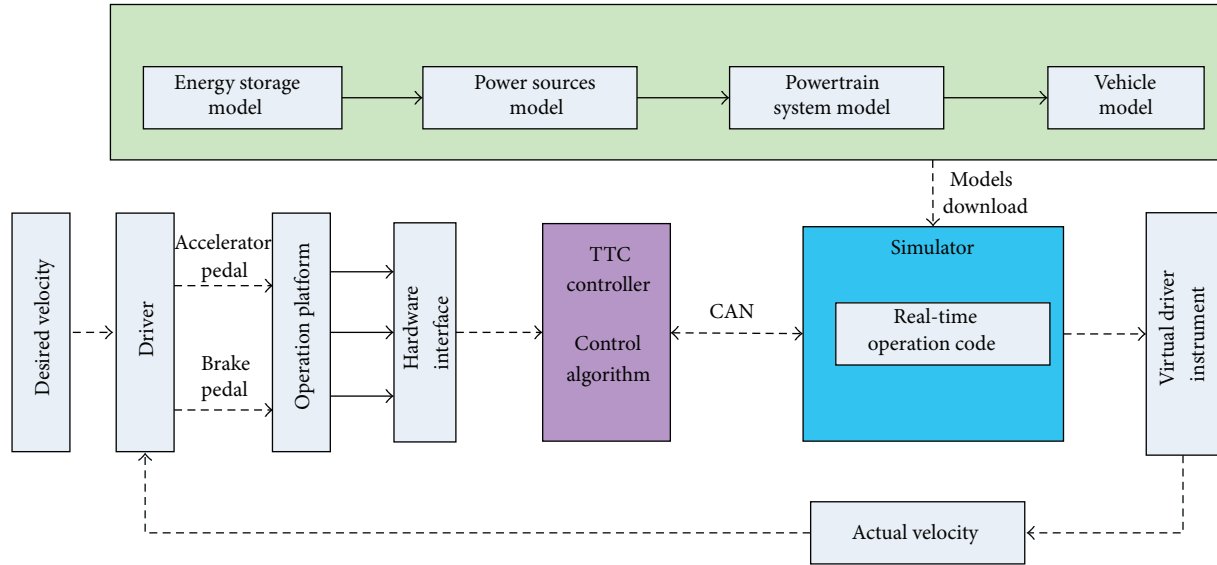 Energy storage
model
Power sources
model
Powertrain
system model
Vehicle
model
Models
download
Desired velocity
Driver
Accelerator
pedal
Brake
pedal
Operation platform
Hardware
interface
TTC
controller
Control
algorithm
CAN
Simulator
Real-time
operation code
Virtual driver
instrument
Actual velocity